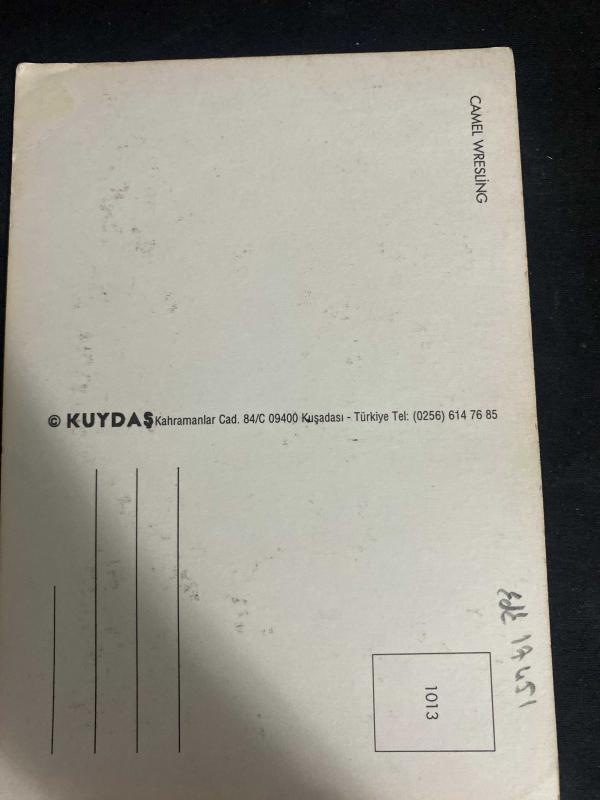 CAMEL WRESLİNG
© KUYDAŞ Kahramanlar Cad. 84/C 09400 Kuşadası - Türkiye Tel: (0256) 614 76 85
1013